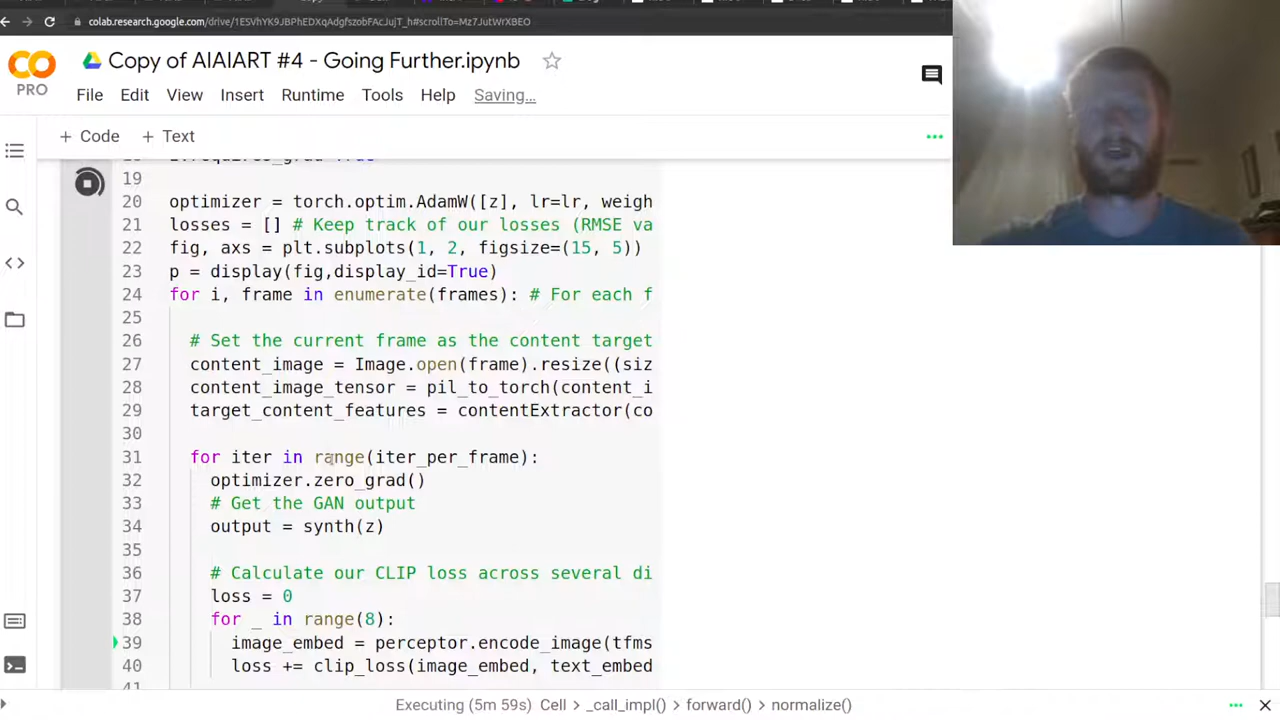 colab.research.google.com/drive/1ESVhYK9JBPhEDXqAdgfszobFAcJujT_h#scrollTo=Mz7JutWrXBEO
PRO
Copy of AIAIART #4 - Going Further.ipynb
File Edit View Insert Runtime Tools Help Saving...
+ Code + Text
19
20 optimizer = torch.optim.AdamW([z], lr=lr, weigh
21 losses = [] # Keep track of our losses (RMSE va
22 fig, axs = plt.subplots(1, 2, figsize=(15, 5))
23 p = display(fig,display_id=True)
24 for i, frame in enumerate(frames): # For each f
25
26 # Set the current frame as the content target
27 content_image = Image.open(frame).resize((siz
28 content_image_tensor = pil_to_torch(content_i
29 target_content_features = contentExtractor(co
30
31 for iter in range(iter_per_frame):
32 optimizer.zero_grad()
33 # Get the GAN output
34 output = synth(z)
35
36 # Calculate our CLIP loss across several di
37 loss = 0
38 for _ in range(8):
39 image_embed = perceptor.encode_image(tfms
40 loss += clip_loss(image_embed, text_embed
Executing (5m 59s) Cell > _call_impl() > forward() > normalize()